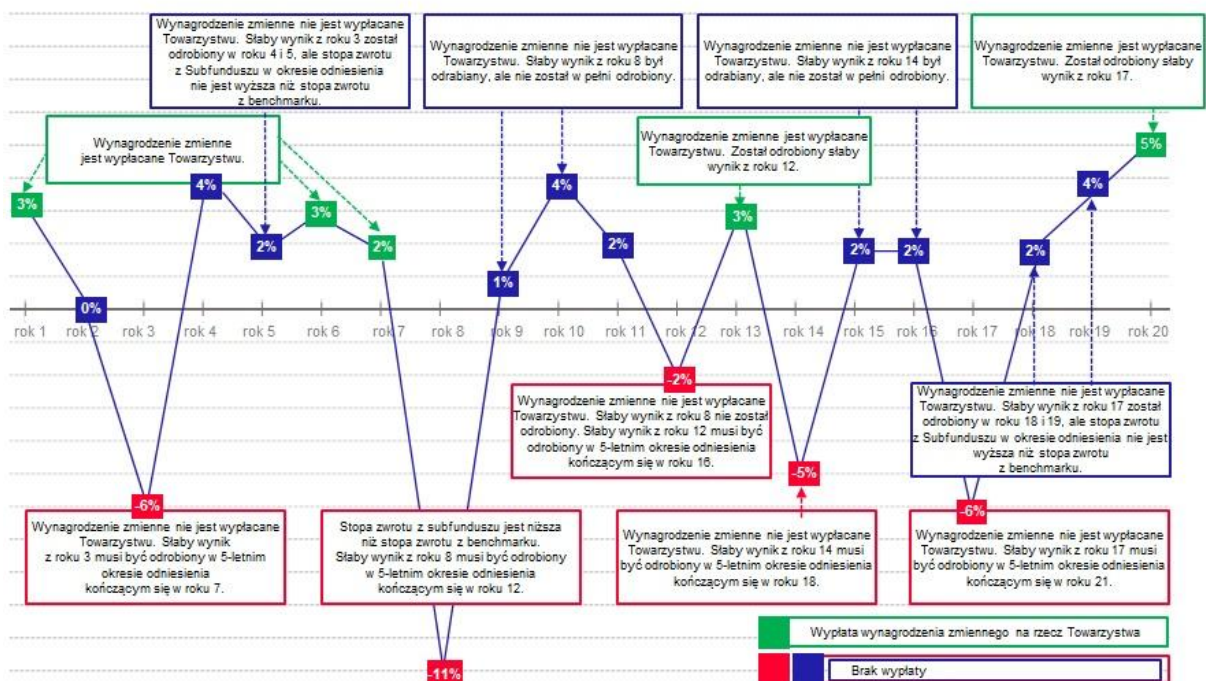 Wynagrodzenie zmienne nie jest wypłacane
Towarzystwu. Słaby wynik z roku 3 został
odrobiony w roku 4 i 5, ale stopa zwrotu
z Subfunduszu w okresie odniesienia
nie jest wyższa niż stopa zwrotu
z benchmarku.
Wynagrodzenie zmienne nie jest wypłacane
Towarzystwu. Słaby wynik z roku 8 był
odrabiany, ale nie został w pełni odrobiony.
Wynagrodzenie zmienne nie jest wypłacane
Towarzystwu. Słaby wynik z roku 14 był
odrabiany, ale nie został w pełni odrobiony.
Wynagrodzenie zmienne jest wypłacane
Towarzystwu. Został odrobiony słaby
wynik z roku 17.
Wynagrodzenie zmienne
jest wypłacane Towarzystwu.
Wynagrodzenie zmienne jest wypłacane
Towarzystwu. Został odrobiony słaby
wynik z roku 12.
3%
0%
-6%
4%
2%
3%
2%
-11%
1%
4%
2%
-2%
3%
-5%
2%
2%
-6%
2%
4%
5%
rok 1
rok 2
rok 3
rok 4
rok 5
rok 6
rok 7
rok 8
rok 9
rok 10
rok 11
rok 12
rok 13
rok 14
rok 15
rok 16
rok 17
rok 18
rok 19
rok 20
Wynagrodzenie zmienne nie jest wypłacane
Towarzystwu. Słaby wynik z roku 8 nie został
odrobiony. Słaby wynik z roku 12 musi być
odrobiony w 5-letnim okresie odniesienia
kończącym się w roku 16.
Wynagrodzenie zmienne nie jest wypłacane
Towarzystwu. Słaby wynik z roku 17 został
odrobiony w roku 18 i 19, ale stopa zwrotu
z Subfunduszu w okresie odniesienia nie jest
wyższa niż stopa zwrotu
z benchmarku.
Wynagrodzenie zmienne nie jest wypłacane
Towarzystwu. Słaby wynik
z roku 3 musi być odrobiony w 5-letnim
okresie odniesienia
kończącym się w roku 7.
Stopa zwrotu z subfunduszu jest niższa
niż stopa zwrotu z benchmarku.
Słaby wynik z roku 8 musi być odrobiony
w 5-letnim okresie odniesienia
kończącym się w roku 12.
Wynagrodzenie zmienne nie jest wypłacane
Towarzystwu. Słaby wynik z roku 14 musi
być odrobiony w 5-letnim okresie odniesienia
kończącym się w roku 18.
Wynagrodzenie zmienne nie jest wypłacane
Towarzystwu. Słaby wynik z roku 17 musi
być odrobiony w 5-letnim okresie odniesienia
kończącym się w roku 21.
Wypłata wynagrodzenia zmiennego na rzecz Towarzystwa
Brak wypłaty